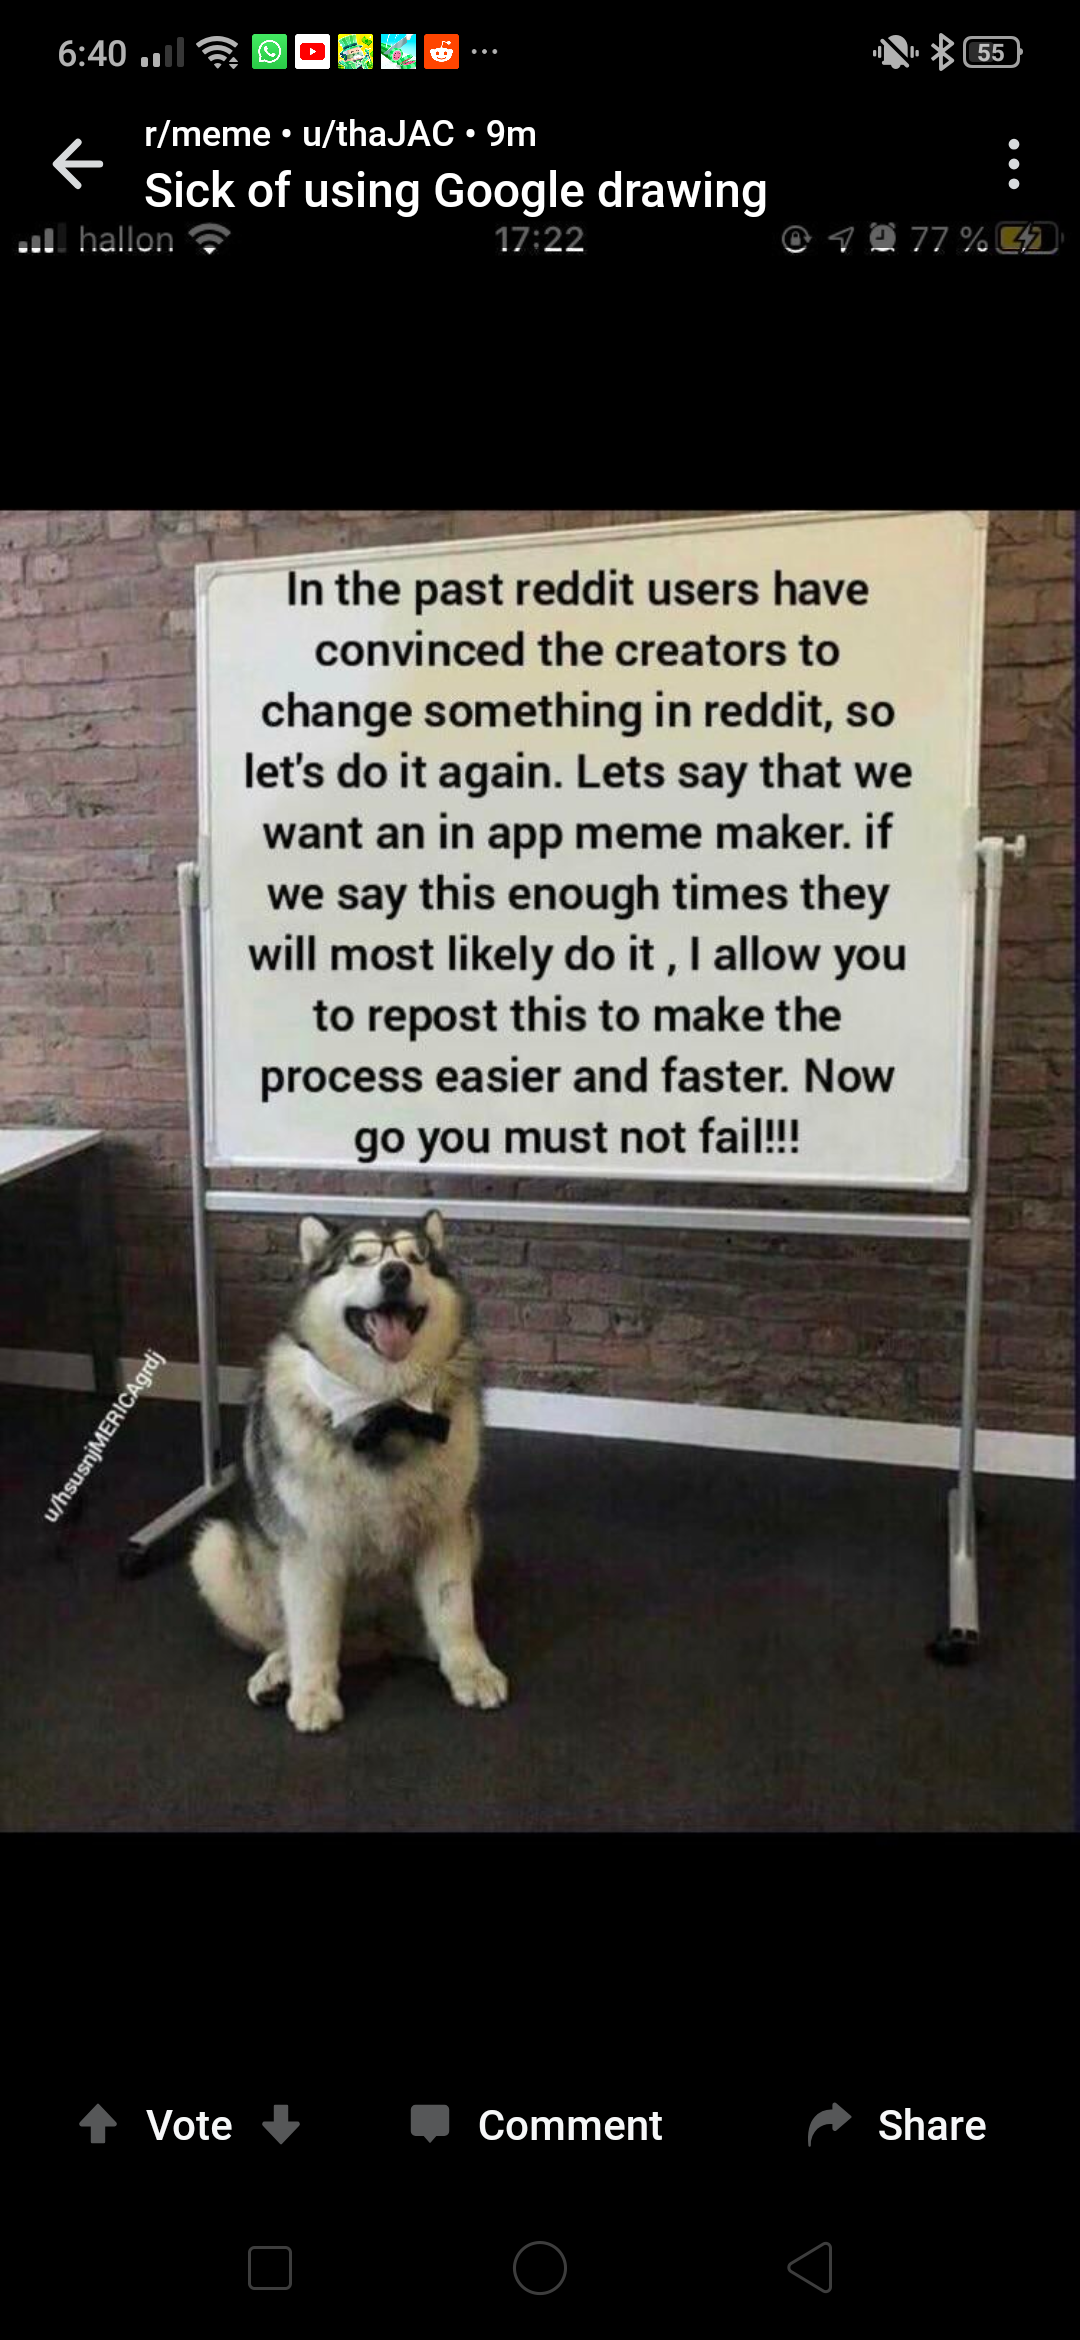 6:40
55
r/meme • u/thaJAC • 9m
Sick of using Google drawing
hallon
17:22
77 %
In the past reddit users have
convinced the creators to
change something in reddit, so
let's do it again. Lets say that we
want an in app meme maker. if
we say this enough times they
will most likely do it , I allow you
to repost this to make the
process easier and faster. Now
go you must not fail!!!
u/hsusnjMERICAgrdj
Vote
Comment
Share